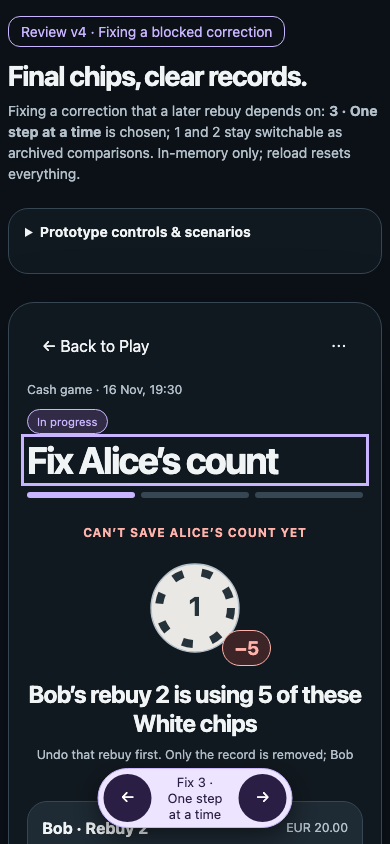 Review v4 · Fixing a blocked correction
Final chips, clear records.
Fixing a correction that a later rebuy depends on: 3 · One
step at a time is chosen; 1 and 2 stay switchable as
archived comparisons. In-memory only; reload resets
everything.
▶ Prototype controls & scenarios
← Back to Play
···
Cash game · 16 Nov, 19:30
In progress
Fix Alice’s count
CAN’T SAVE ALICE’S COUNT YET
1
−5
Bob’s rebuy 2 is using 5 of these
White chips
Undo that rebuy first. Only the record is removed; Bob
←
Fix 3 ·
One step
at a time
→
Bob · Rebuy 2
EUR 20.00